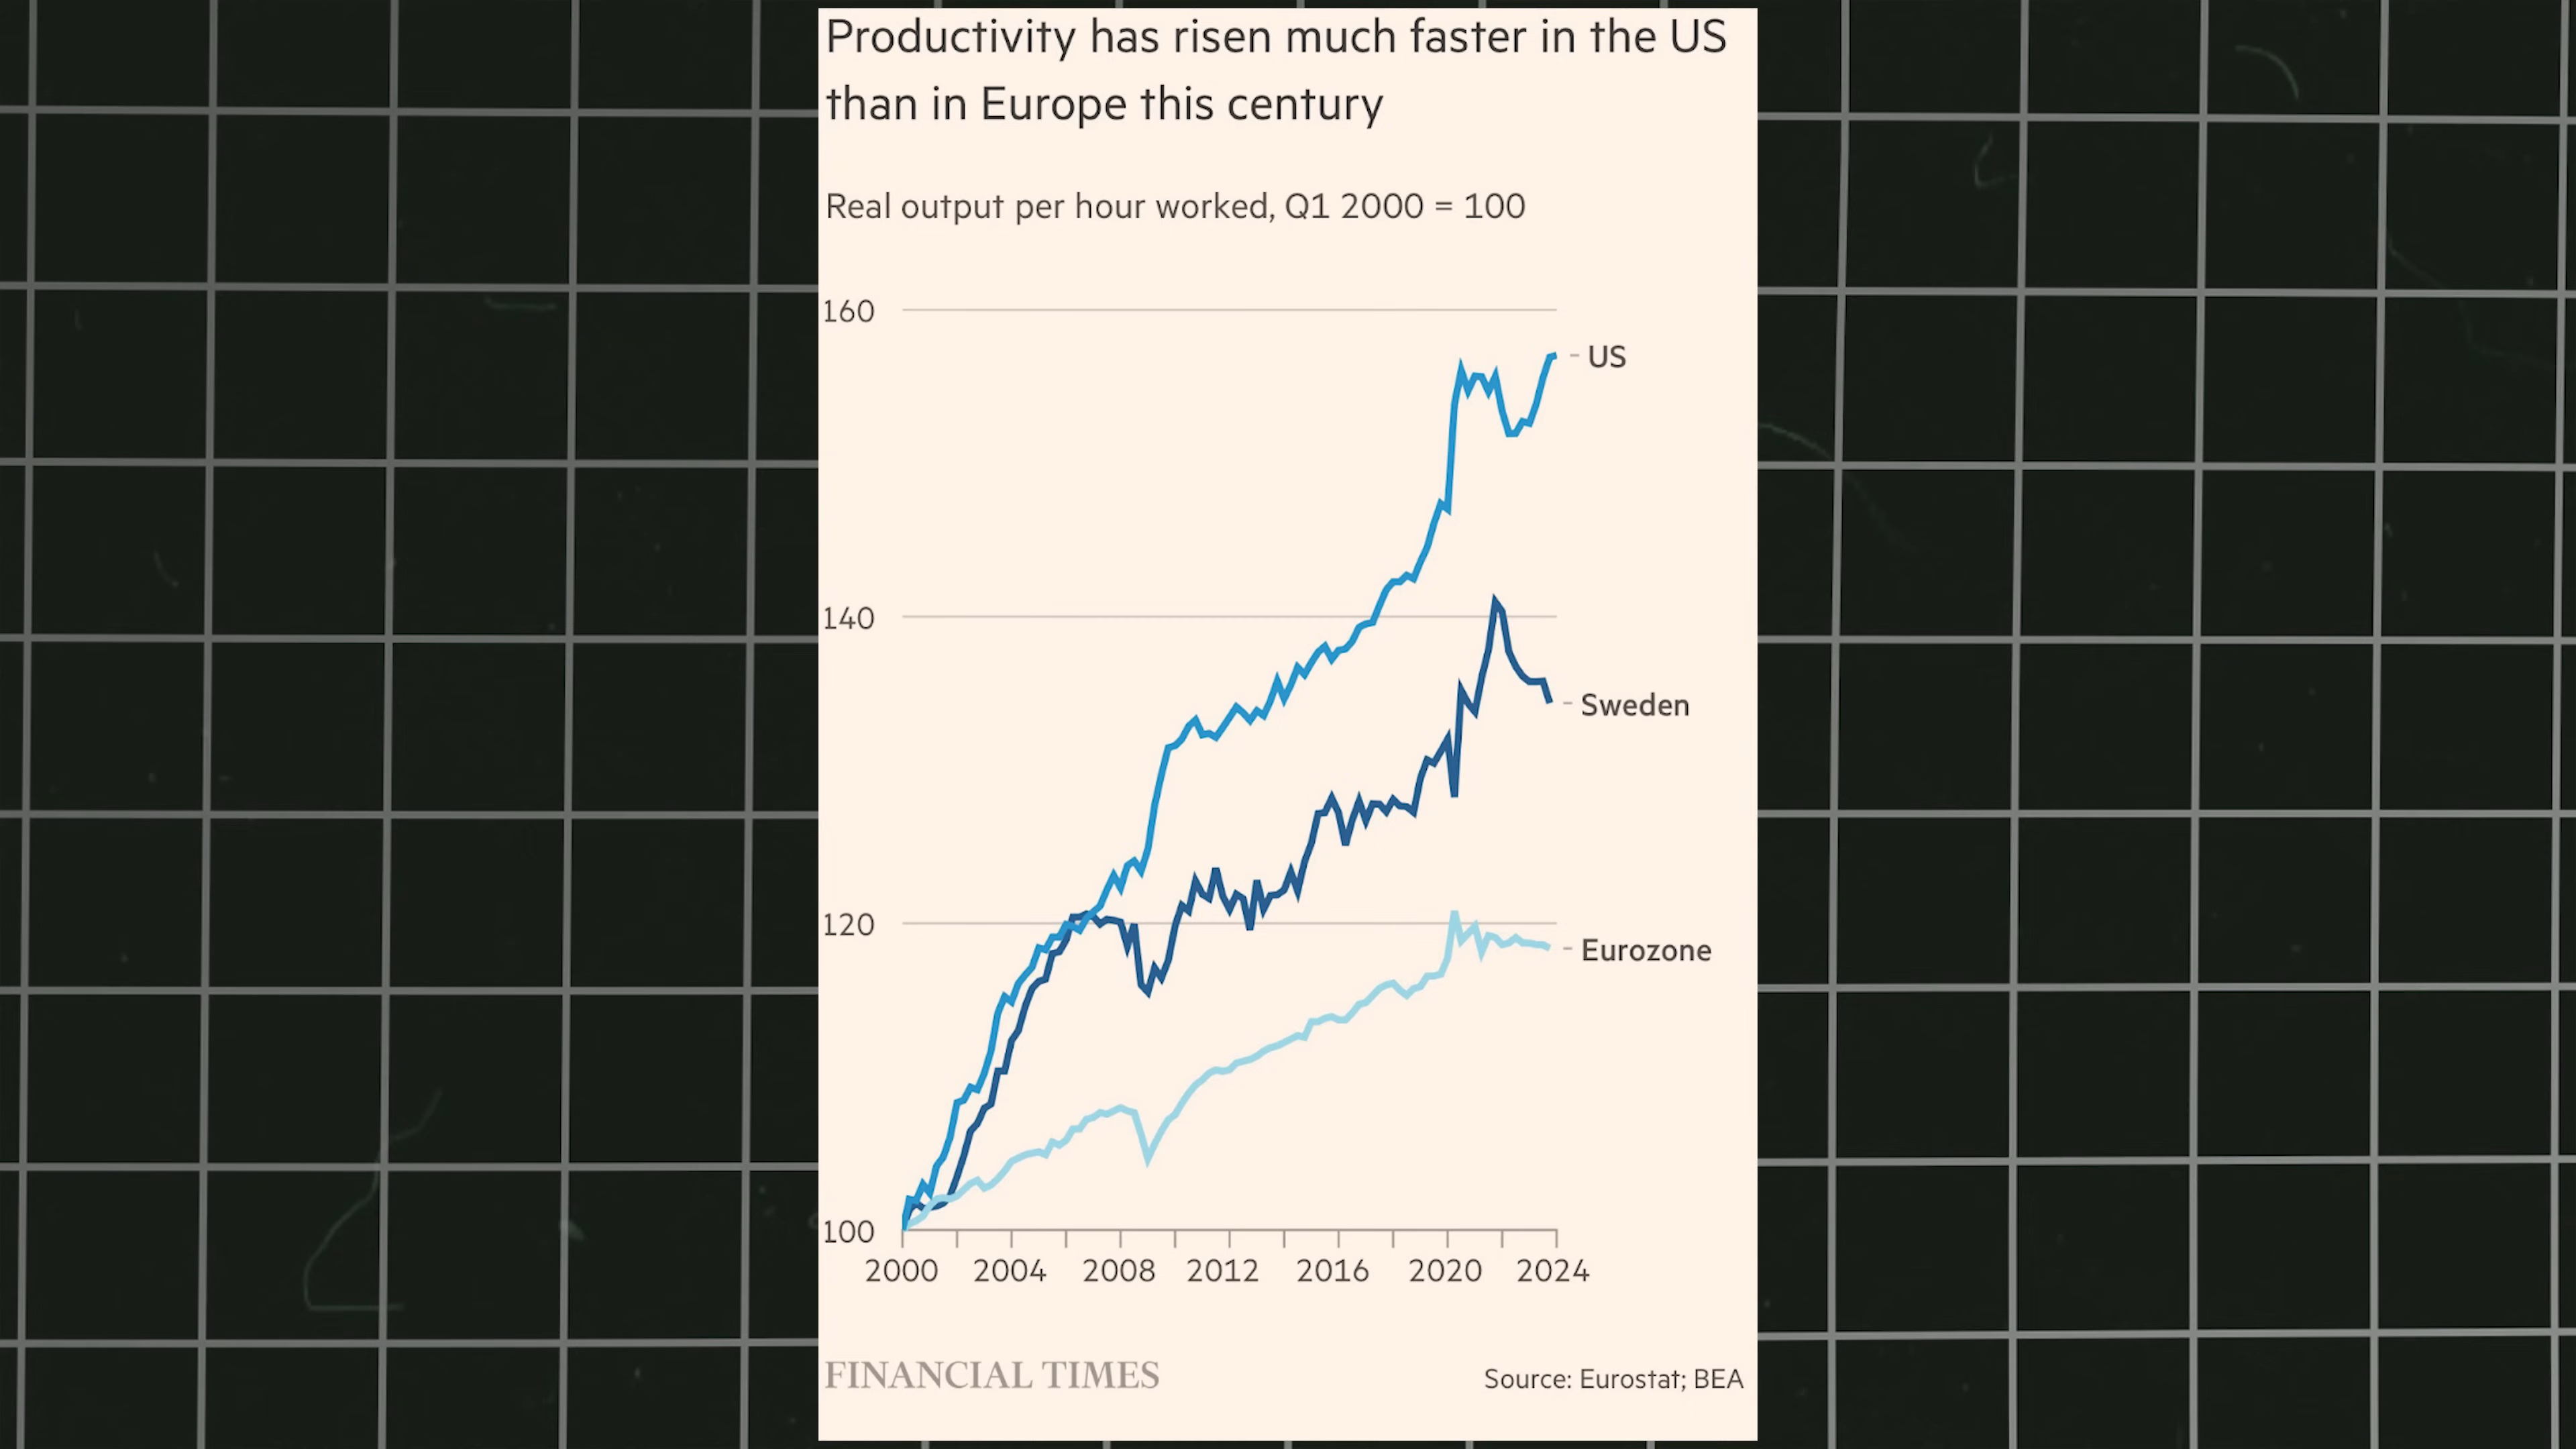 Productivity has risen much faster in the US
than in Europe this century
Real output per hour worked, Q1 2000 = 100
160
US
140
Sweden
120
Eurozone
100
2000 2004 2008 2012 2016 2020 2024
FINANCIAL TIMES
Source: Eurostat; BEA